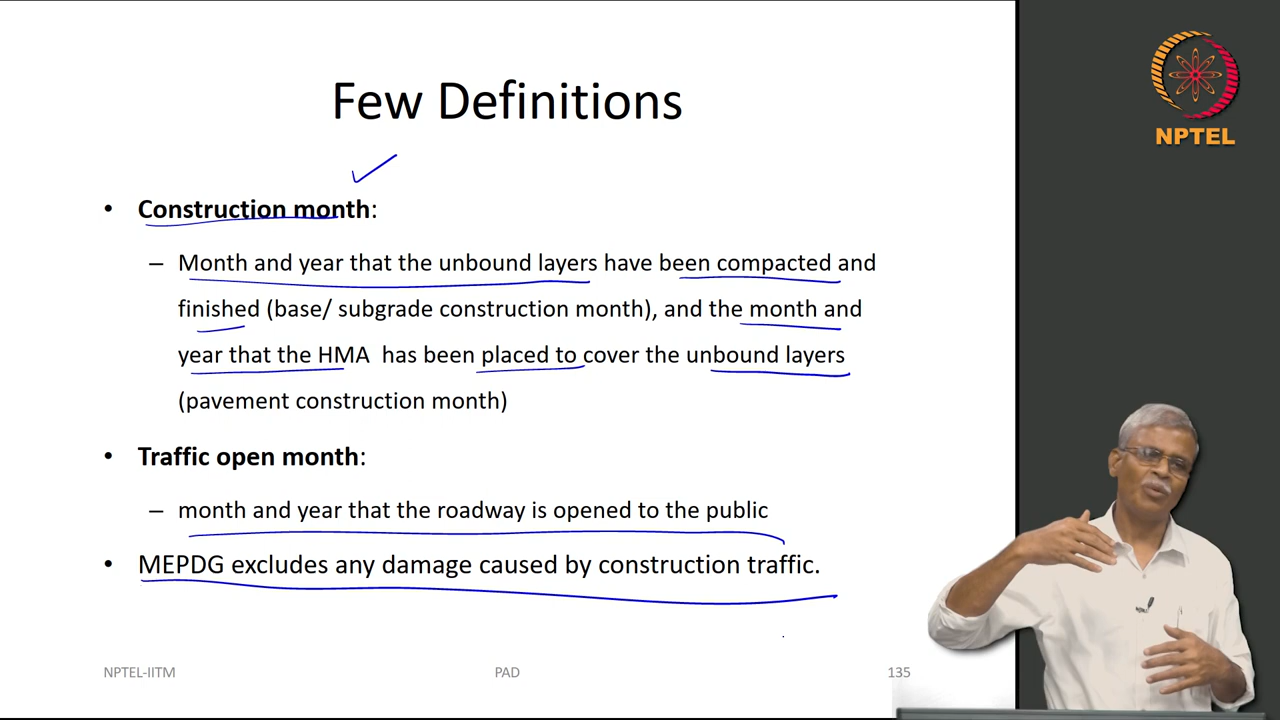 Few Definitions
NPTEL
• Construction month:
– Month and year that the unbound layers have been compacted and
finished (base/ subgrade construction month), and the month and
year that the HMA has been placed to cover the unbound layers
(pavement construction month)
• Traffic open month:
– month and year that the roadway is opened to the public
• MEPDG excludes any damage caused by construction traffic.
NPTEL-IITM PAD 135